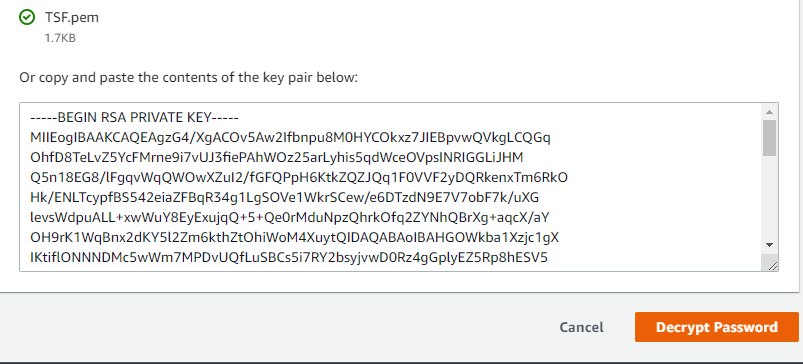 TSF.pem
1.7KB
Or copy and paste the contents of the key pair below:
-----BEGIN RSA PRIVATE KEY-----
MIIEogIBAAKCAQEAgzG4/XgACOv5Aw2Ifbnpu8M0HYCOkxz7JIEBpvwQVkgLCQGq
OhfD8TeLvZ5YcFMrne9i7vUJ3fiePAhWOz25arLyhis5qdWceOVpsINRIGGLiJHM
Q5n18EG8/lFgqvWqQWOwXZuI2/fGFQPpH6KtkZQZJQq1F0VVF2yDQRkenxTm6RkO
Hk/ENLTcypfBS542eiaZFBqR34g1LgSOVe1WkrSCew/e6DTzdN9E7V7obF7k/uXG
levsWdpuALL+xwWuY8EyExujqQ+5+Qe0rMduNpzQhrkOfq2ZYNhQBrXg+aqcX/aY
OH9rK1WqBnx2dKY5l2Zm6kthZtOhiWoM4XuytQIDAQABAoIBAHGOWkba1Xzjc1gX
IKtiflONNNDMc5wWm7MPDvUQfLuSBCs5i7RY2bsyjvwD0Rz4gGplyEZ5Rp8hESV5
Cancel
Decrypt Password